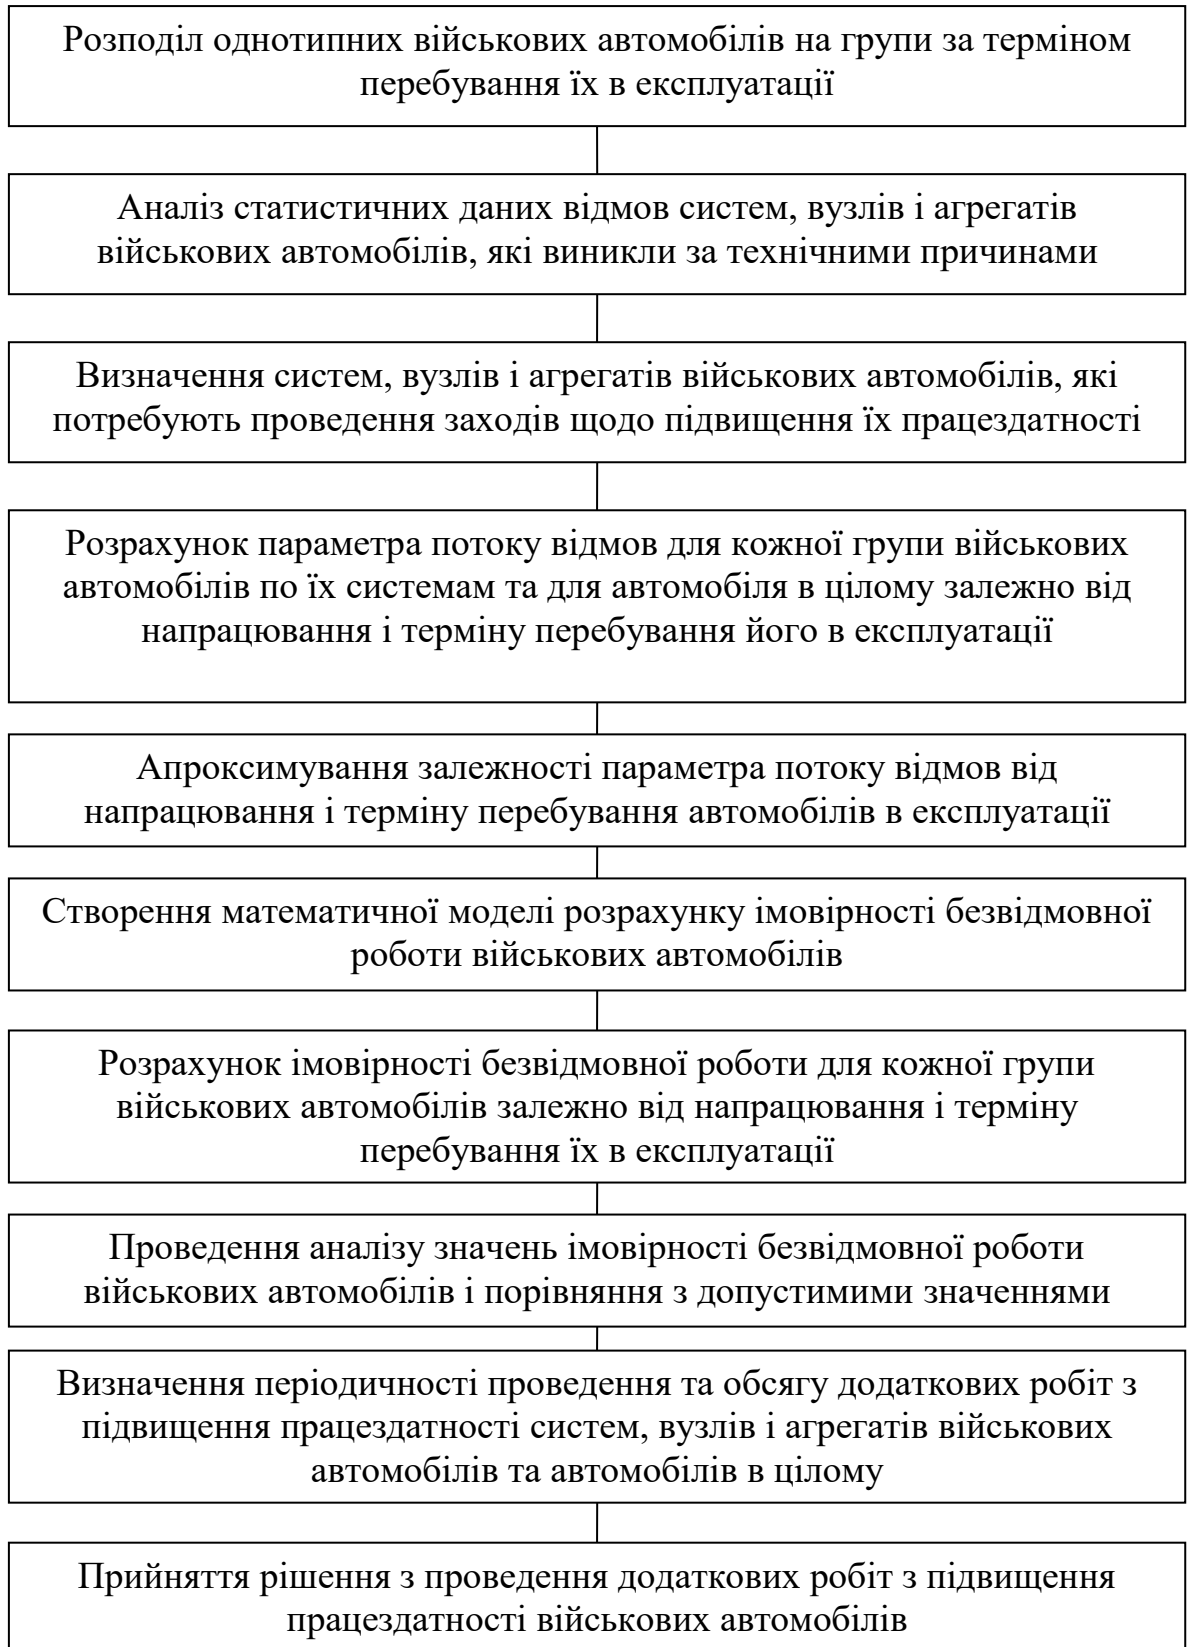 Розподіл однотипних військових автомобілів на групи за терміном
перебування їх в експлуатації
Аналіз статистичних даних відмов систем, вузлів і агрегатів
військових автомобілів, які виникли за технічними причинами
Визначення систем, вузлів і агрегатів військових автомобілів, які
потребують проведення заходів щодо підвищення їх працездатності
Розрахунок параметра потоку відмов для кожної групи військових
автомобілів по їх системам та для автомобіля в цілому залежно від
напрацювання і терміну перебування його в експлуатації
Апроксимування залежності параметра потоку відмов від
напрацювання і терміну перебування автомобілів в експлуатації
Створення математичної моделі розрахунку імовірності безвідмовної
роботи військових автомобілів
Розрахунок імовірності безвідмовної роботи для кожної групи
військових автомобілів залежно від напрацювання і терміну
перебування їх в експлуатації
Проведення аналізу значень імовірності безвідмовної роботи
військових автомобілів і порівняння з допустимими значеннями
Визначення періодичності проведення та обсягу додаткових робіт з
підвищення працездатності систем, вузлів і агрегатів військових
автомобілів та автомобілів в цілому
Прийняття рішення з проведення додаткових робіт з підвищення
працездатності військових автомобілів